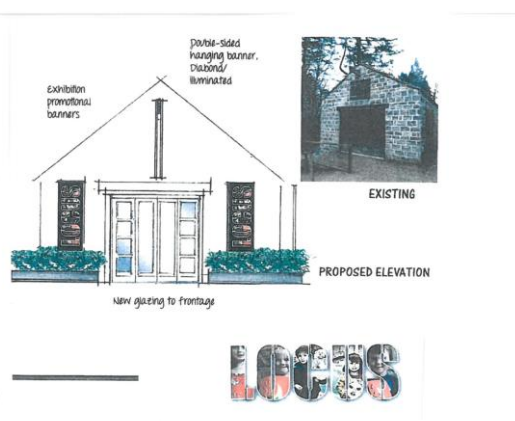 Double-sided
hanging banner,
Diabond/
illuminated
Exhibition
promotional
banners
EXISTING
PROPOSED ELEVATION
New glazing to frontage
LOCUS